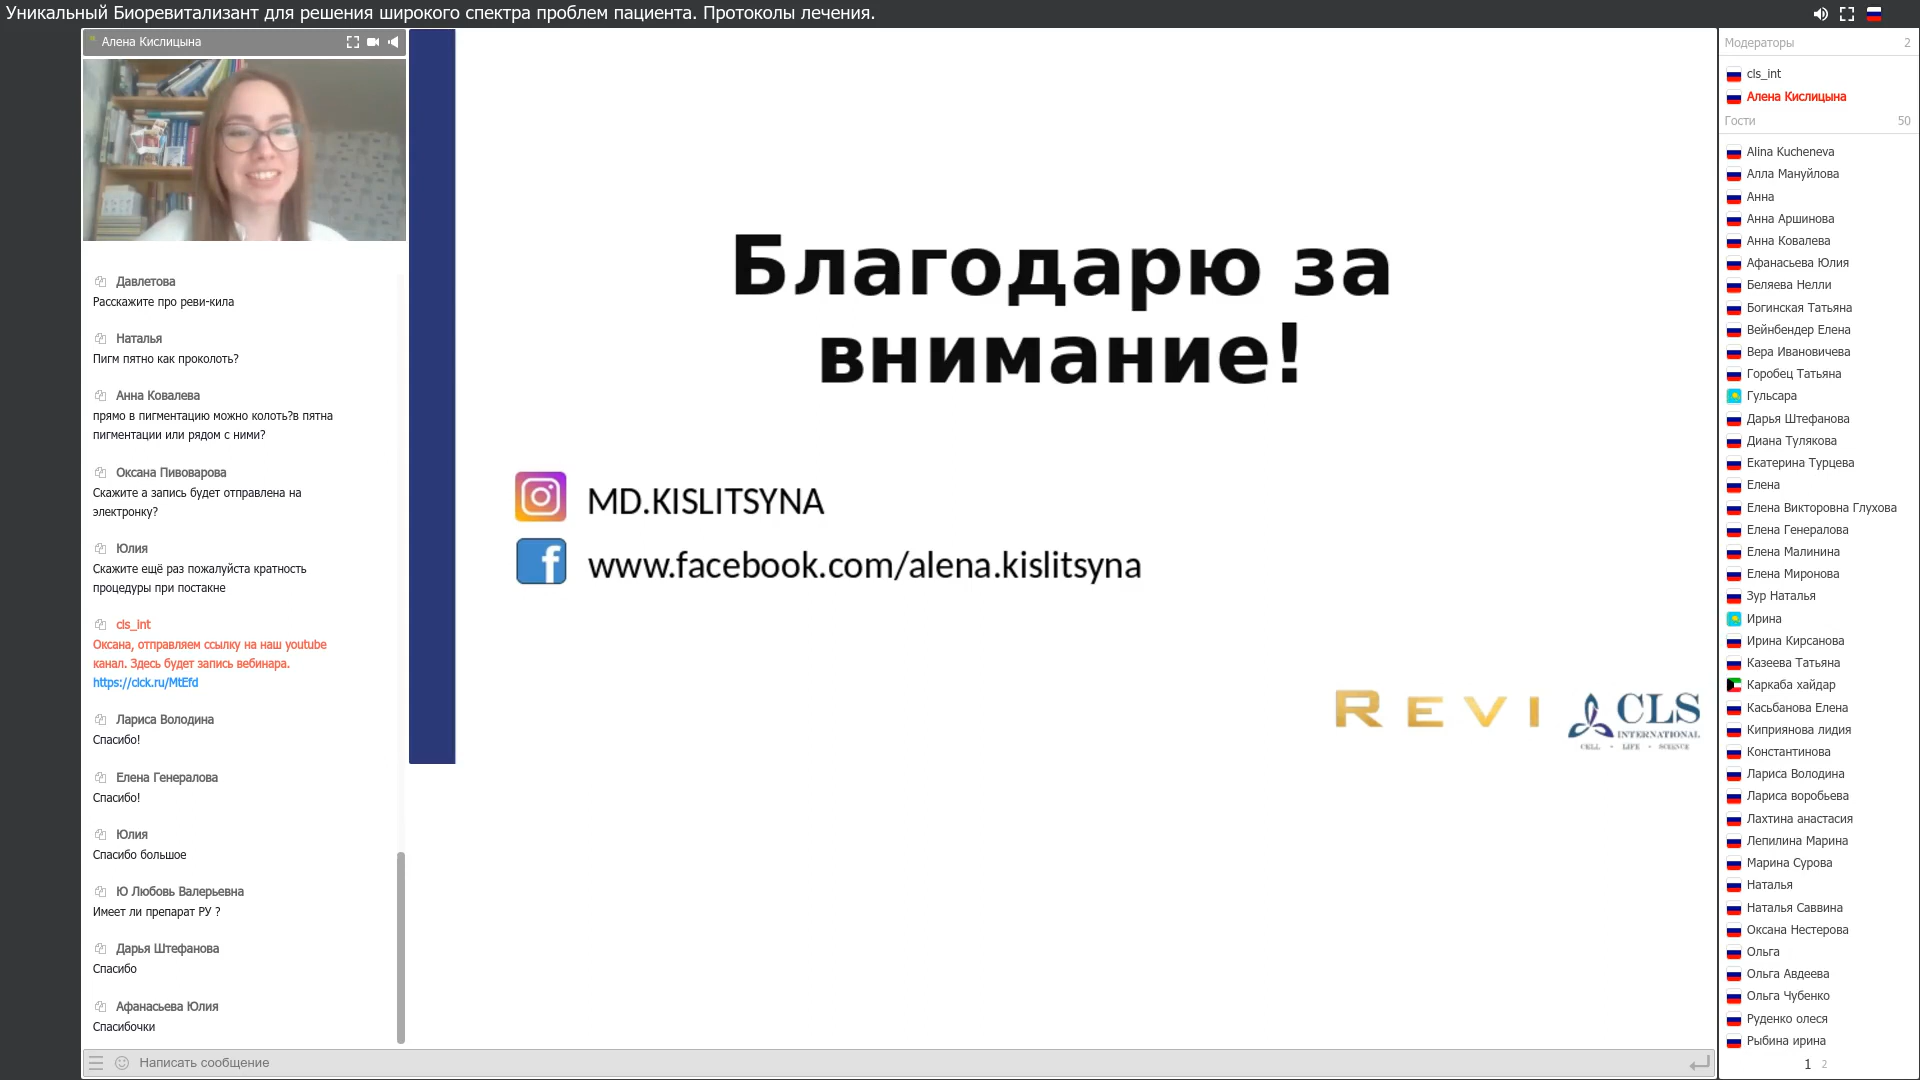 Уникальный Биоревитализант для решения широкого спектра проблем пациента. Протоколы лечения.
Алена Кислицына
Давлетова
Расскажите про реви-кила
Наталья
Пигм пятно как проколоть?
Анна Ковалева
прямо в пигментацию можно колоть?в пятна
пигментации или рядом с ними?
Оксана Пивоварова
Скажите а запись будет отправлена на
электронку?
Юлия
Скажите ещё раз пожалуйста кратность
процедуры при постакне
cls_int
Оксана, отправляем ссылку на наш youtube
канал. Здесь будет запись вебинара.
https://clck.ru/MtEfd
Лариса Володина
Спасибо!
Елена Генералова
Спасибо!
Юлия
Спасибо большое
Ю Любовь Валерьевна
Имеет ли препарат РУ ?
Дарья Штефанова
Спасибо
Афанасьева Юлия
Спасибочки
Написать сообщение
Благодарю за
внимание!
MD.KISLITSYNA
www.facebook.com/alena.kislitsyna
REVI
CLS
INTERNATIONAL
CELL • LIFE • SCIENCE
Модераторы 2
cls_int
Алена Кислицына
Гости 50
Alina Kucheneva
Алла Мануйлова
Анна
Анна Аршинова
Анна Ковалева
Афанасьева Юлия
Беляева Нелли
Богинская Татьяна
Вейнбендер Елена
Вера Ивановичева
Горобец Татьяна
Гульсара
Дарья Штефанова
Диана Тулякова
Екатерина Турцева
Елена
Елена Викторовна Глухова
Елена Генералова
Елена Малинина
Елена Миронова
Зур Наталья
Ирина
Ирина Кирсанова
Казеева Татьяна
Каркаба хайдар
Касьбанова Елена
Киприянова лидия
Константинова
Лариса Володина
Лариса воробьева
Лахтина анастасия
Лепилина Марина
Марина Сурова
Наталья
Наталья Саввина
Оксана Нестерова
Ольга
Ольга Авдеева
Ольга Чубенко
Руденко олеся
Рыбина ирина
1 2